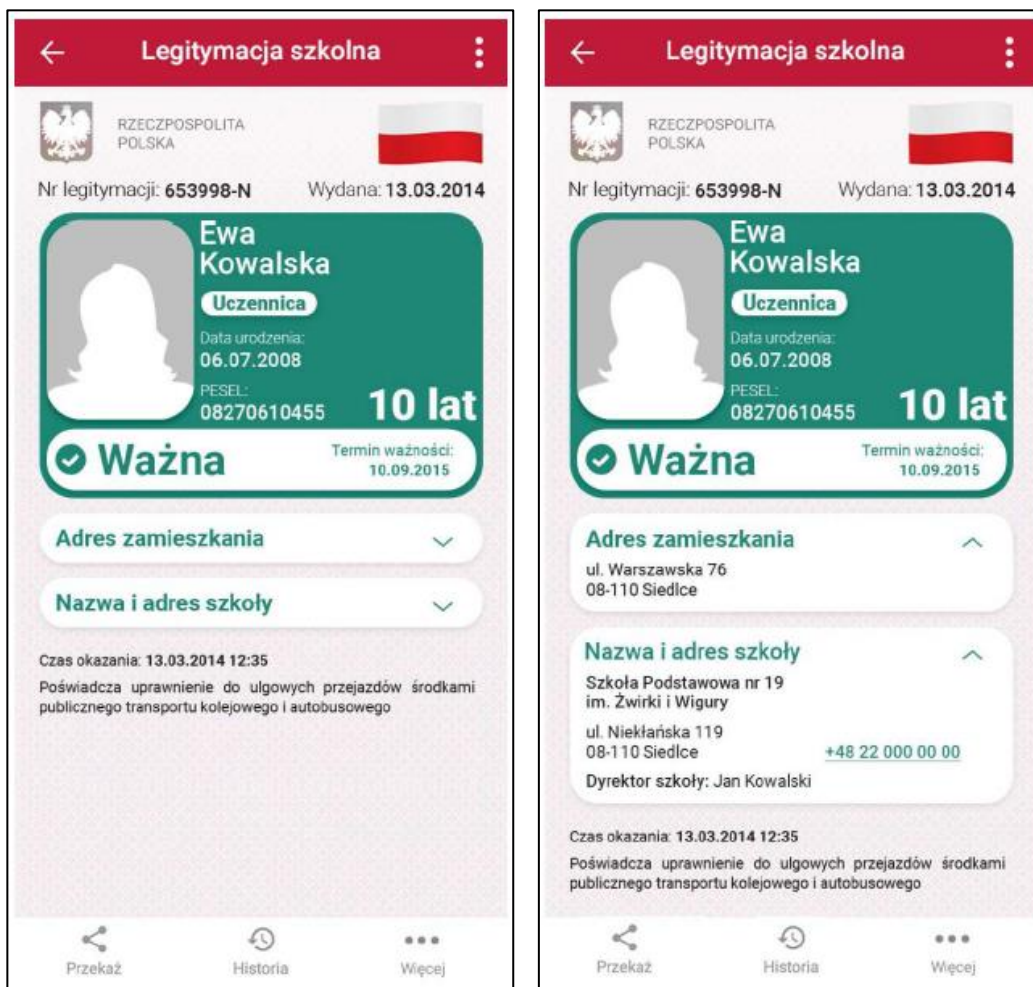 Legitymacja szkolna
RZECZPOSPOLITA
POLSKA
Nr legitymacji: 653998-N Wydana: 13.03.2014
Ewa
Kowalska
Uczennica
Data urodzenia:
06.07.2008
PESEL:
08270610455
10 lat
Ważna
Termin ważności:
10.09.2015
Adres zamieszkania
Nazwa i adres szkoły
Czas okazania: 13.03.2014 12:35
Poświadcza uprawnienie do ulgowych przejazdów środkami
publicznego transportu kolejowego i autobusowego
Przekaż Historia Więcej
Legitymacja szkolna
RZECZPOSPOLITA
POLSKA
Nr legitymacji: 653998-N Wydana: 13.03.2014
Ewa
Kowalska
Uczennica
Data urodzenia:
06.07.2008
PESEL:
08270610455
10 lat
Ważna
Termin ważności:
10.09.2015
Adres zamieszkania
ul. Warszawska 76
08-110 Siedlce
Nazwa i adres szkoły
Szkoła Podstawowa nr 19
im. Żwirki i Wigury
ul. Niekłańska 119
08-110 Siedlce +48 22 000 00 00
Dyrektor szkoły: Jan Kowalski
Czas okazania: 13.03.2014 12:35
Poświadcza uprawnienie do ulgowych przejazdów środkami
publicznego transportu kolejowego i autobusowego
Przekaż Historia Więcej